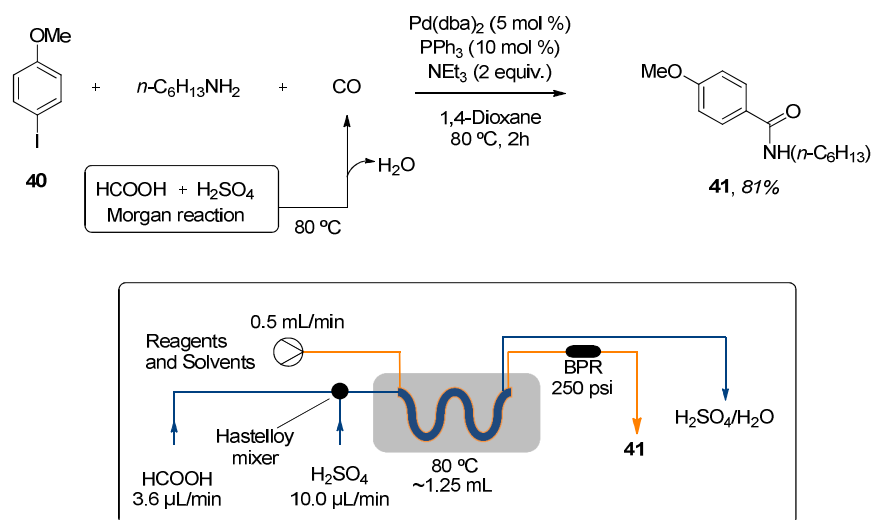 OMe
I
40
+
n-C₆H₁₃NH₂
+
CO
H₂O
HCOOH + H₂SO₄
Morgan reaction
80 ºC
Pd(dba)₂ (5 mol %)
PPh₃ (10 mol %)
NEt₃ (2 equiv.)
1,4-Dioxane
80 ºC, 2h
MeO
O
NH(n-C₆H₁₃)
41, 81%
0.5 mL/min
Reagents
and Solvents
Hastelloy
mixer
HCOOH
3.6 µL/min
H₂SO₄
10.0 µL/min
80 ºC
~1.25 mL
BPR
250 psi
41
H₂SO₄/H₂O